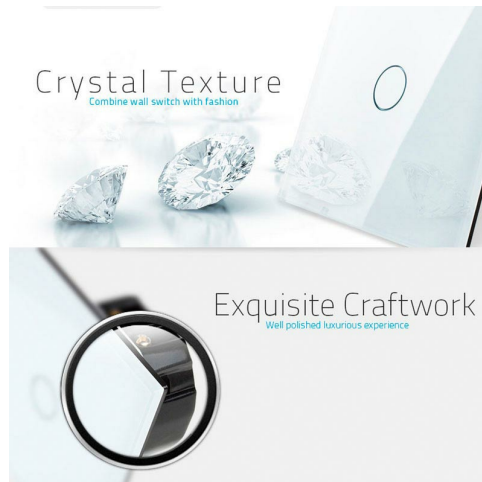 Crystal Texture
Combine wall switch with fashion
Exquisite Craftwork
Well polished luxurious experience